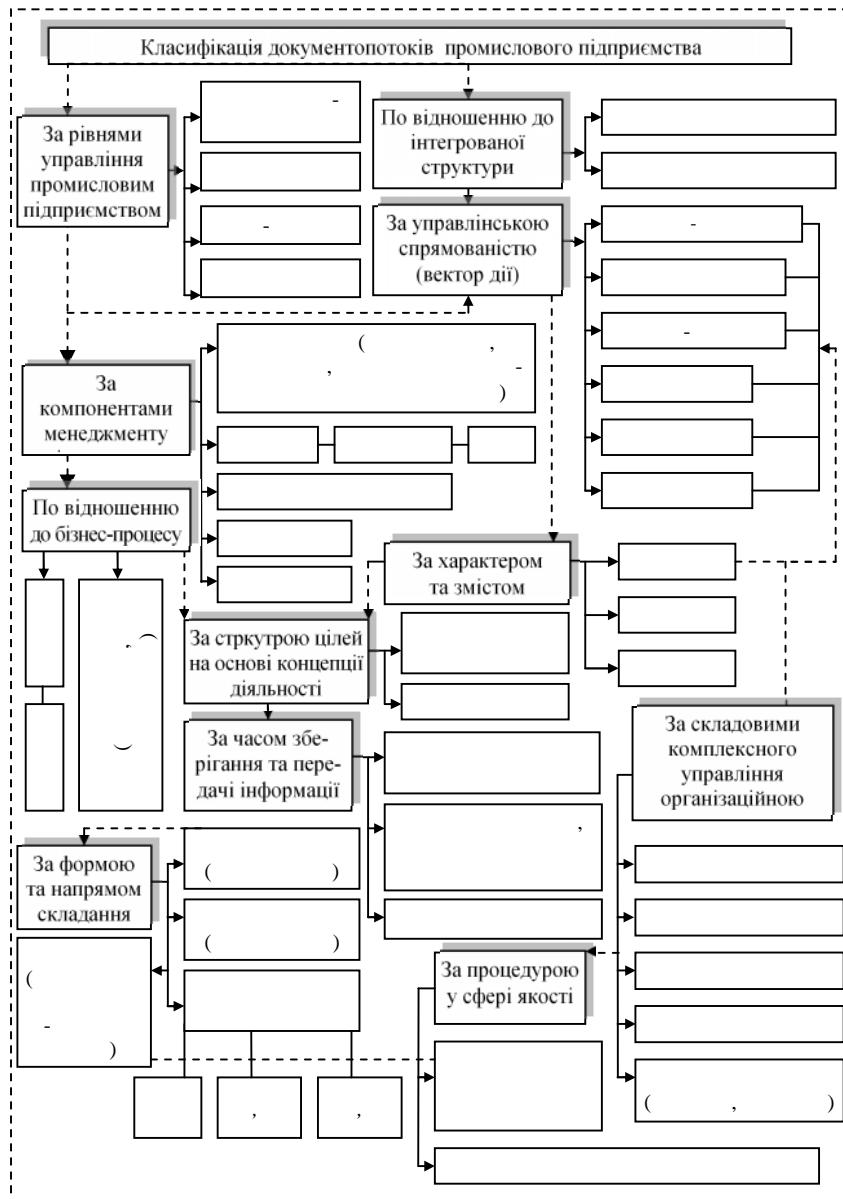 Класифікація документопотоків промислового підприємства
За рівнями
управління
промисловим
підприємством
-
-
По відношенню до
інтегрованої
структури
За управлінською
спрямованістю
(вектор дії)
-
-
За
компонентами
менеджменту
( ,
, -
)
По відношенню
до бізнес-процесу
, (
)
За характером
та змістом
За стркутрою цілей
на основі концепції
діяльності
За часом збе-
рігання та пере-
дачі інформації
,
За складовими
комплексного
управління
організаційною
За формою
та напрямом
складання
( )
( )
(
-
)
, ,
За процедурою
у сфері якості
( , )